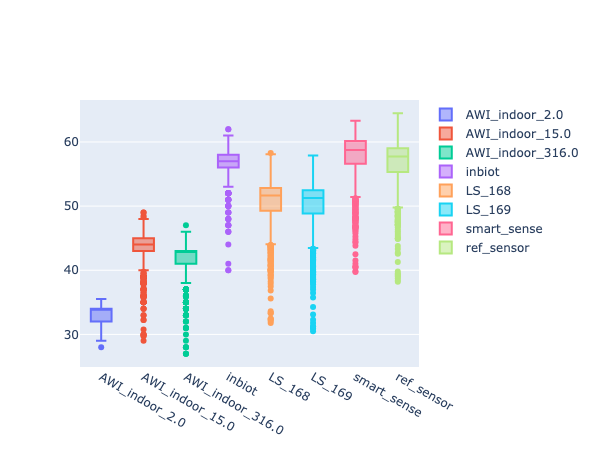 60
50
40
30
AWI_indoor_2.0
AWI_indoor_15.0
AWI_indoor_316.0
inbiot
LS_168
LS_169
smart_sense
ref_sensor
AWI_indoor_2.0
AWI_indoor_15.0
AWI_indoor_316.0
inbiot
LS_168
LS_169
smart_sense
ref_sensor